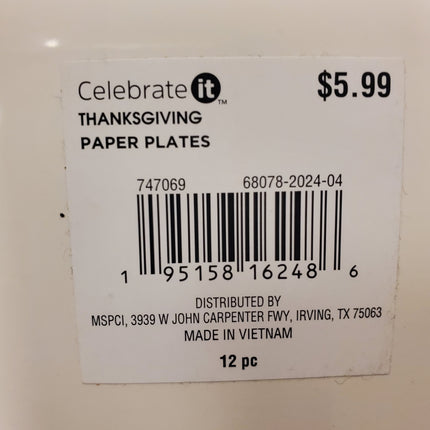 Celebrate it™ $5.99
THANKSGIVING
PAPER PLATES
747069 68078-2024-04
1 95158 16248 6
DISTRIBUTED BY
MSPCI, 3939 W JOHN CARPENTER FWY, IRVING, TX 75063
MADE IN VIETNAM
12 pc